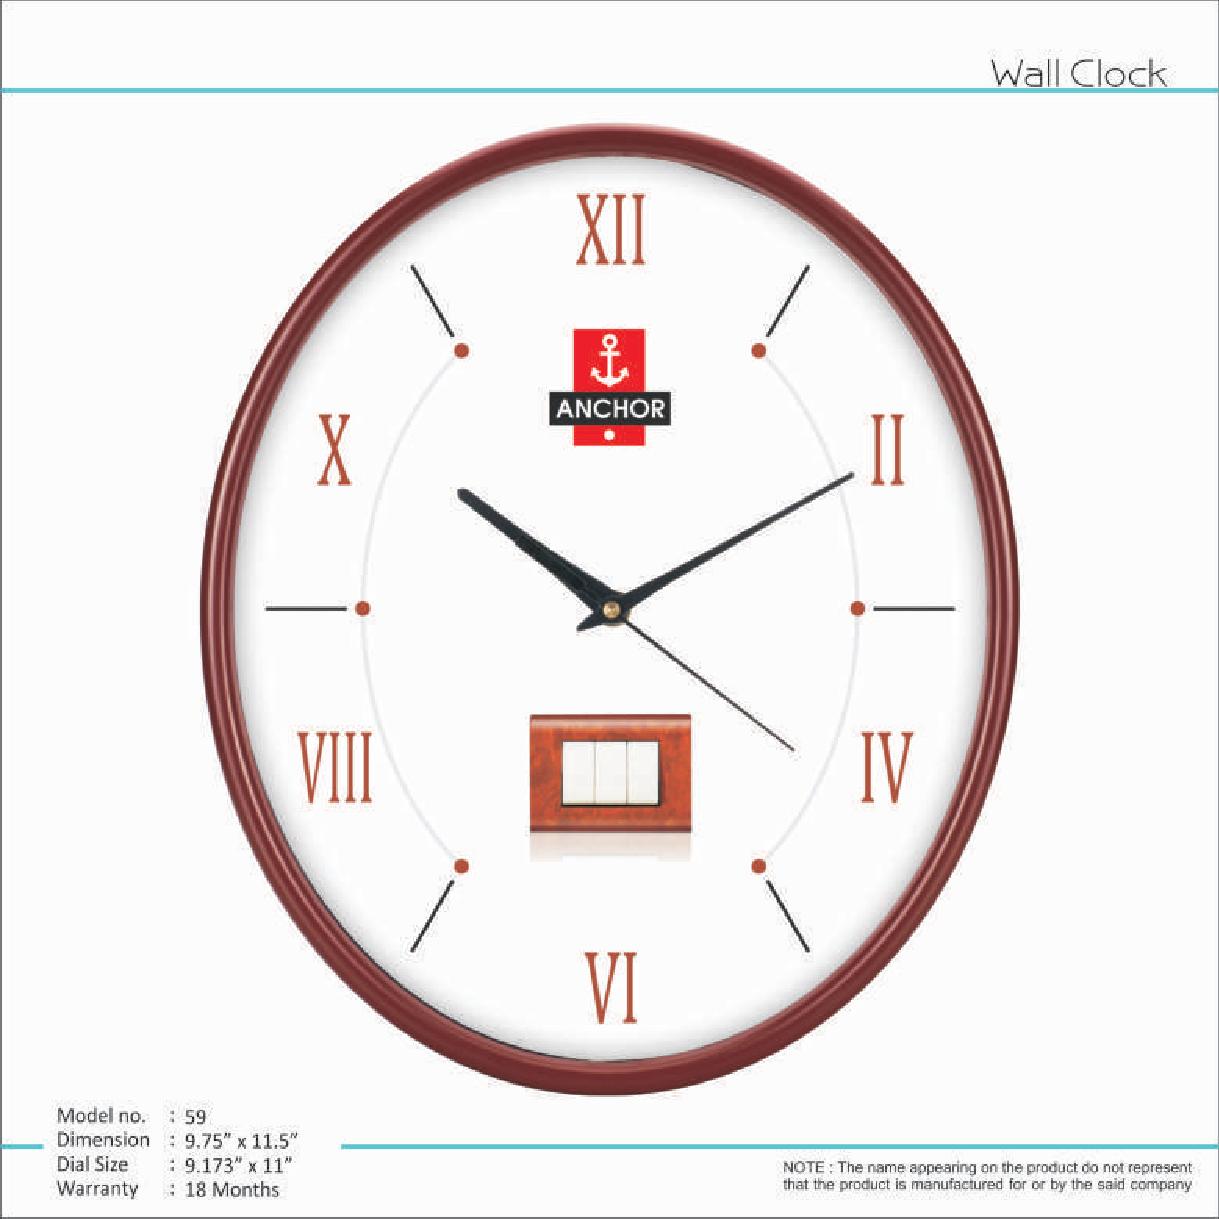 Wall Clock
XII
ANCHOR
X
II
VIII
IV
VI
Model no. : 59
Dimension : 9.75” x 11.5”
Dial Size : 9.173” x 11”
Warranty : 18 Months
NOTE : The name appearing on the product do not represent
that the product is manufactured for or by the said company